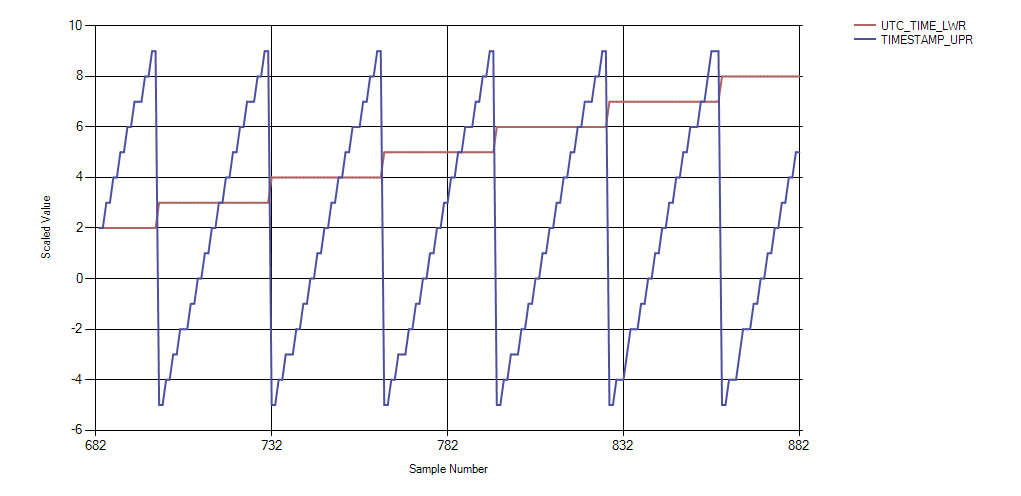 10
8
6
4
2
0
-2
-4
-6
682 732 782 832 882
Scaled Value
Sample Number
UTC_TIME_LWR
TIMESTAMP_UPR